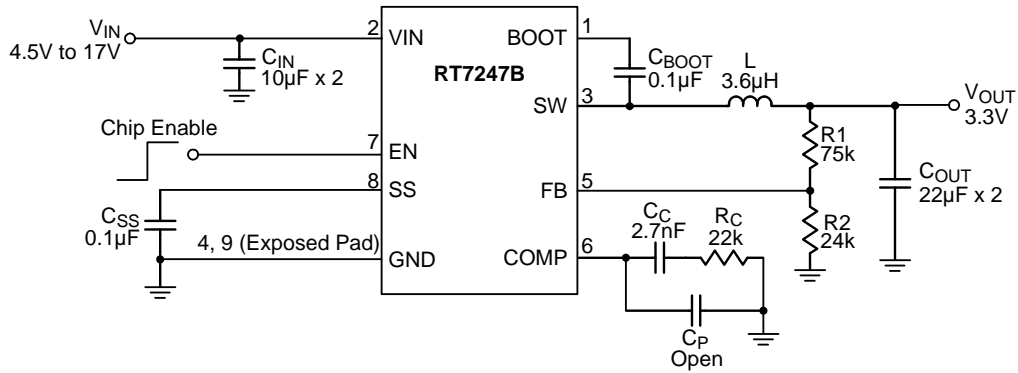 VIN
4.5V to 17V
CIN
10µF x 2
2
VIN
RT7247B
BOOT
1
CBOOT
0.1µF
L
3.6µH
SW
3
VOUT
3.3V
R1
75k
COUT
22µF x 2
Chip Enable
7
EN
8
SS
CSS
0.1µF
4, 9 (Exposed Pad)
GND
FB
5
R2
24k
COMP
6
CC
2.7nF
RC
22k
CP
Open